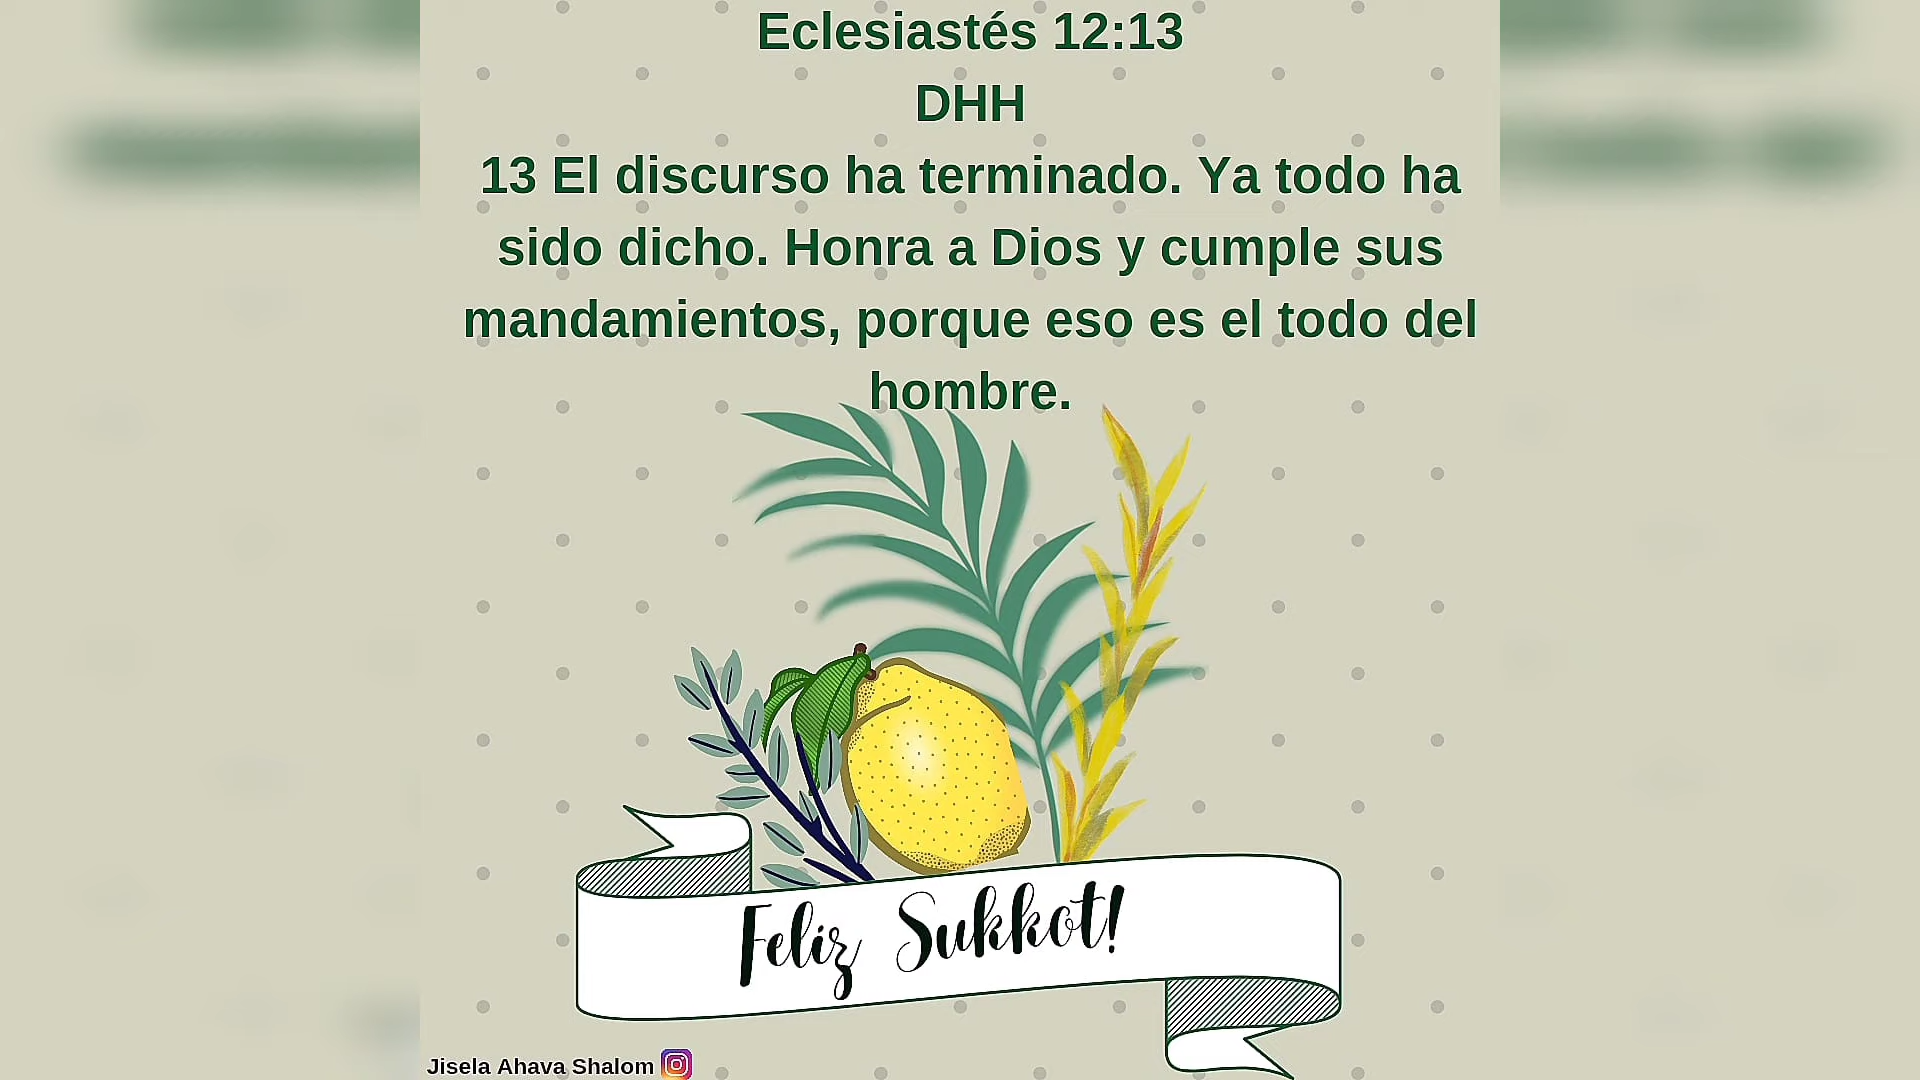 Eclesiastés 12:13
DHH
13 El discurso ha terminado. Ya todo ha
sido dicho. Honra a Dios y cumple sus
mandamientos, porque eso es el todo del
hombre.
Feliz Sukkot!
Jisela Ahava Shalom